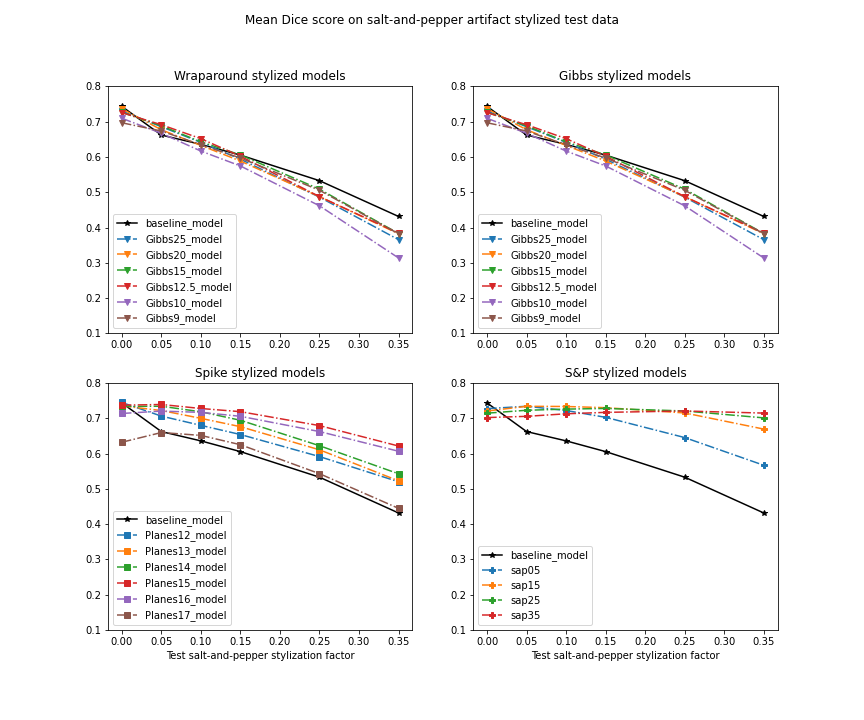 Mean Dice score on salt-and-pepper artifact stylized test data
Wraparound stylized models
0.8
0.7
0.6
0.5
0.4
0.3
0.2
0.1
baseline_model
Gibbs25_model
Gibbs20_model
Gibbs15_model
Gibbs12.5_model
Gibbs10_model
Gibbs9_model
0.00 0.05 0.10 0.15 0.20 0.25 0.30 0.35
Gibbs stylized models
0.8
0.7
0.6
0.5
0.4
0.3
0.2
0.1
baseline_model
Gibbs25_model
Gibbs20_model
Gibbs15_model
Gibbs12.5_model
Gibbs10_model
Gibbs9_model
0.00 0.05 0.10 0.15 0.20 0.25 0.30 0.35
Spike stylized models
0.8
0.7
0.6
0.5
0.4
0.3
0.2
0.1
baseline_model
Planes12_model
Planes13_model
Planes14_model
Planes15_model
Planes16_model
Planes17_model
0.00 0.05 0.10 0.15 0.20 0.25 0.30 0.35
Test salt-and-pepper stylization factor
S&P stylized models
0.8
0.7
0.6
0.5
0.4
0.3
0.2
0.1
baseline_model
sap05
sap15
sap25
sap35
0.00 0.05 0.10 0.15 0.20 0.25 0.30 0.35
Test salt-and-pepper stylization factor